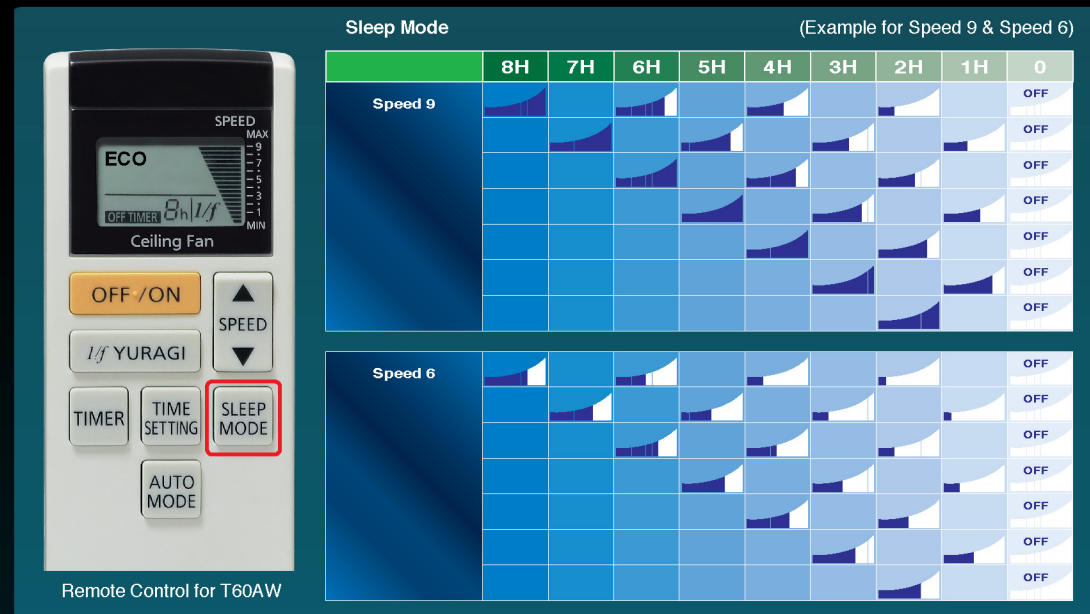 Sleep Mode
(Example for Speed 9 & Speed 6)
8H 7H 6H 5H 4H 3H 2H 1H 0
Speed 9
OFF
OFF
OFF
OFF
OFF
OFF
OFF
Speed 6
OFF
OFF
OFF
OFF
OFF
OFF
OFF
SPEED
MAX
9
7
5
3
1
MIN
ECO
OFF TIMER 8h 1/f
Ceiling Fan
OFF·/ON
SPEED
1/f YURAGI
TIMER
TIME
SETTING
SLEEP
MODE
AUTO
MODE
Remote Control for T60AW